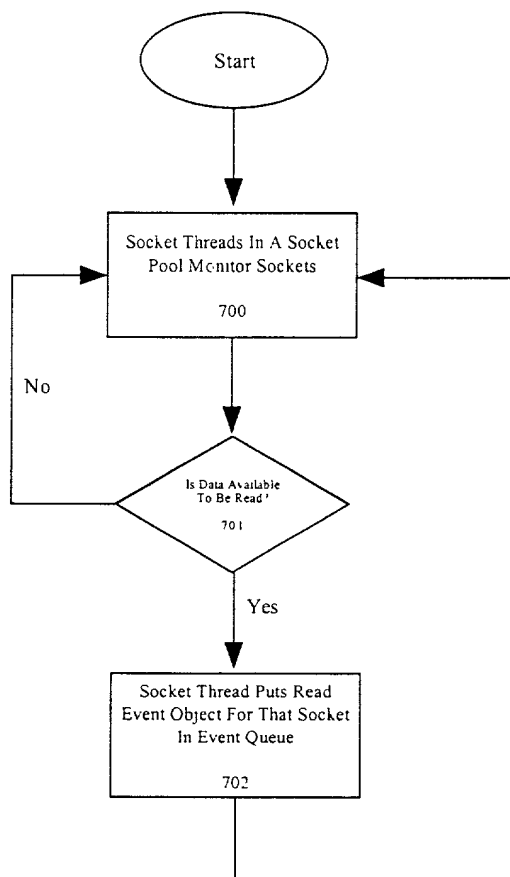 Start
Socket Threads In A Socket
Pool Monitor Sockets
700
No
Is Data Available
To Be Read?
701
Yes
Socket Thread Puts Read
Event Object For That Socket
In Event Queue
702